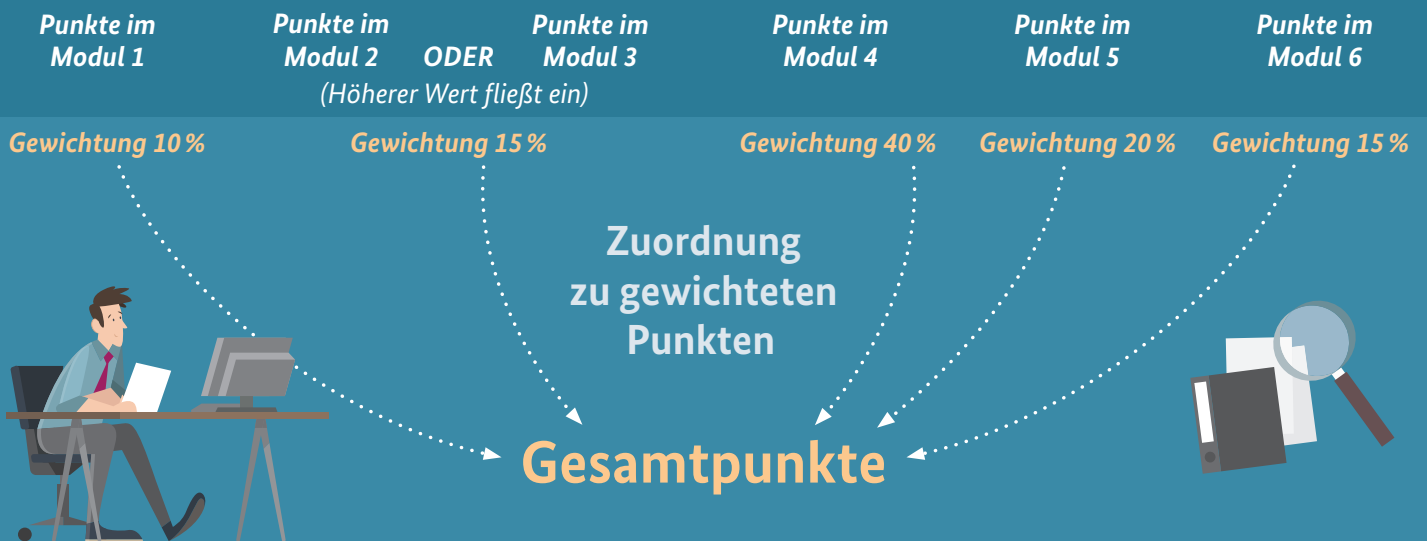 Punkte im
Modul 1
Punkte im
Modul 2
ODER
Punkte im
Modul 3
(Höherer Wert fließt ein)
Punkte im
Modul 4
Punkte im
Modul 5
Punkte im
Modul 6
Gewichtung 10 %
Gewichtung 15 %
Gewichtung 40 %
Gewichtung 20 %
Gewichtung 15 %
Zuordnung
zu gewichteten
Punkten
Gesamtpunkte